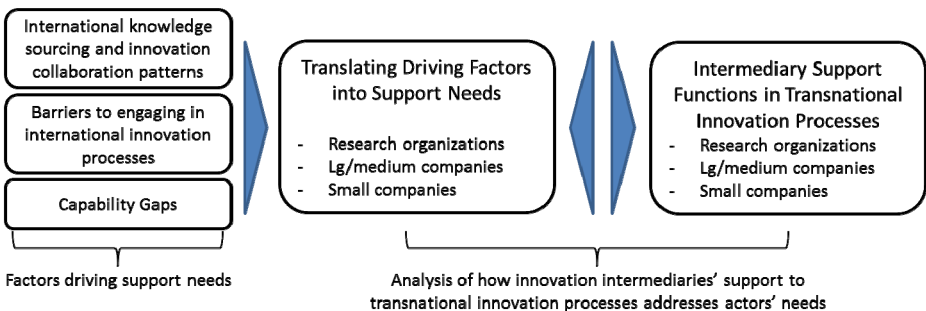 International knowledge
sourcing and innovation
collaboration patterns
Barriers to engaging in
international innovation
processes
Capability Gaps
Factors driving support needs
Translating Driving Factors
into Support Needs
- Research organizations
- Lg/medium companies
- Small companies
Intermediary Support
Functions in Transnational
Innovation Processes
- Research organizations
- Lg/medium companies
- Small companies
Analysis of how innovation intermediaries’ support to
transnational innovation processes addresses actors’ needs